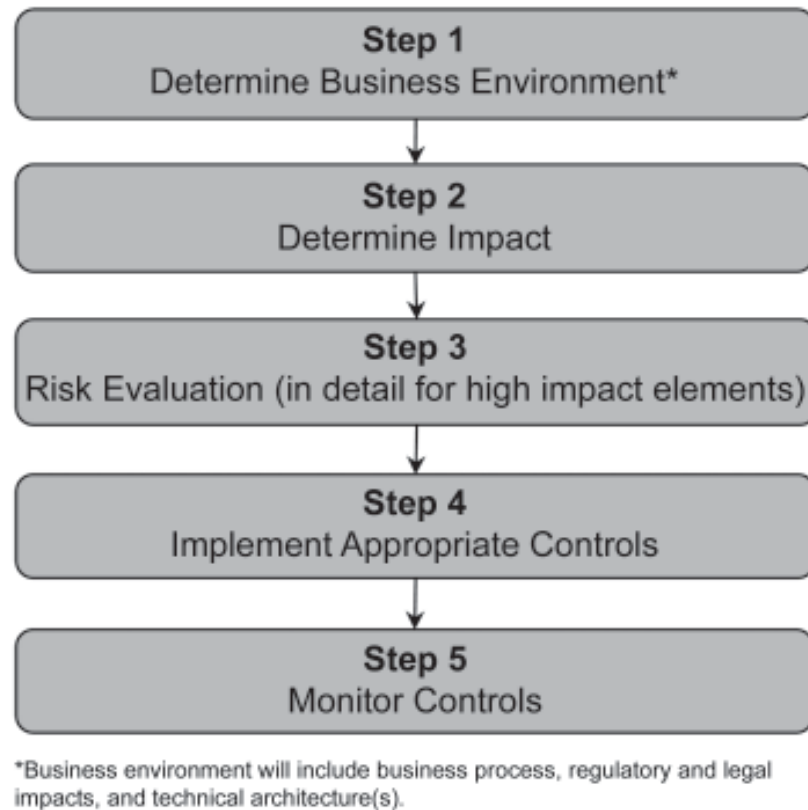 Step 1
Determine Business Environment*
Step 2
Determine Impact
Step 3
Risk Evaluation (in detail for high impact elements)
Step 4
Implement Appropriate Controls
Step 5
Monitor Controls
*Business environment will include business process, regulatory and legal
impacts, and technical architecture(s).